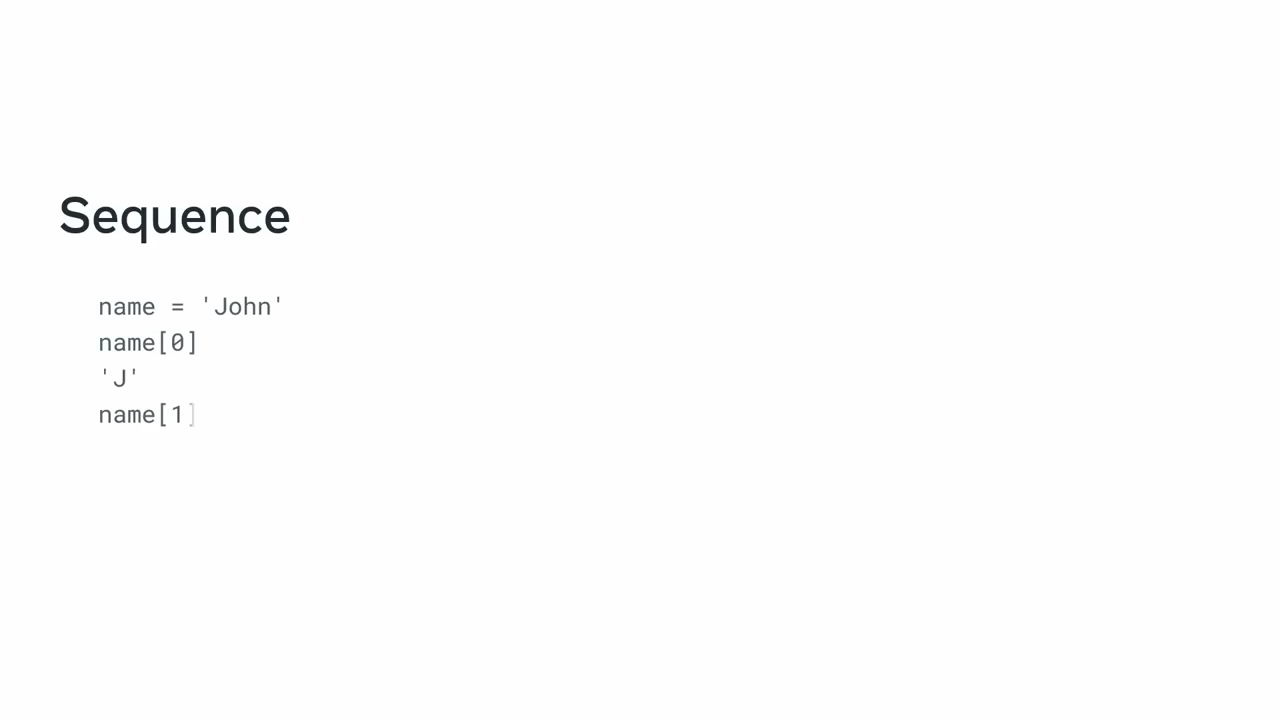 Sequence
name = 'John'
name[0]
'J'
name[1]